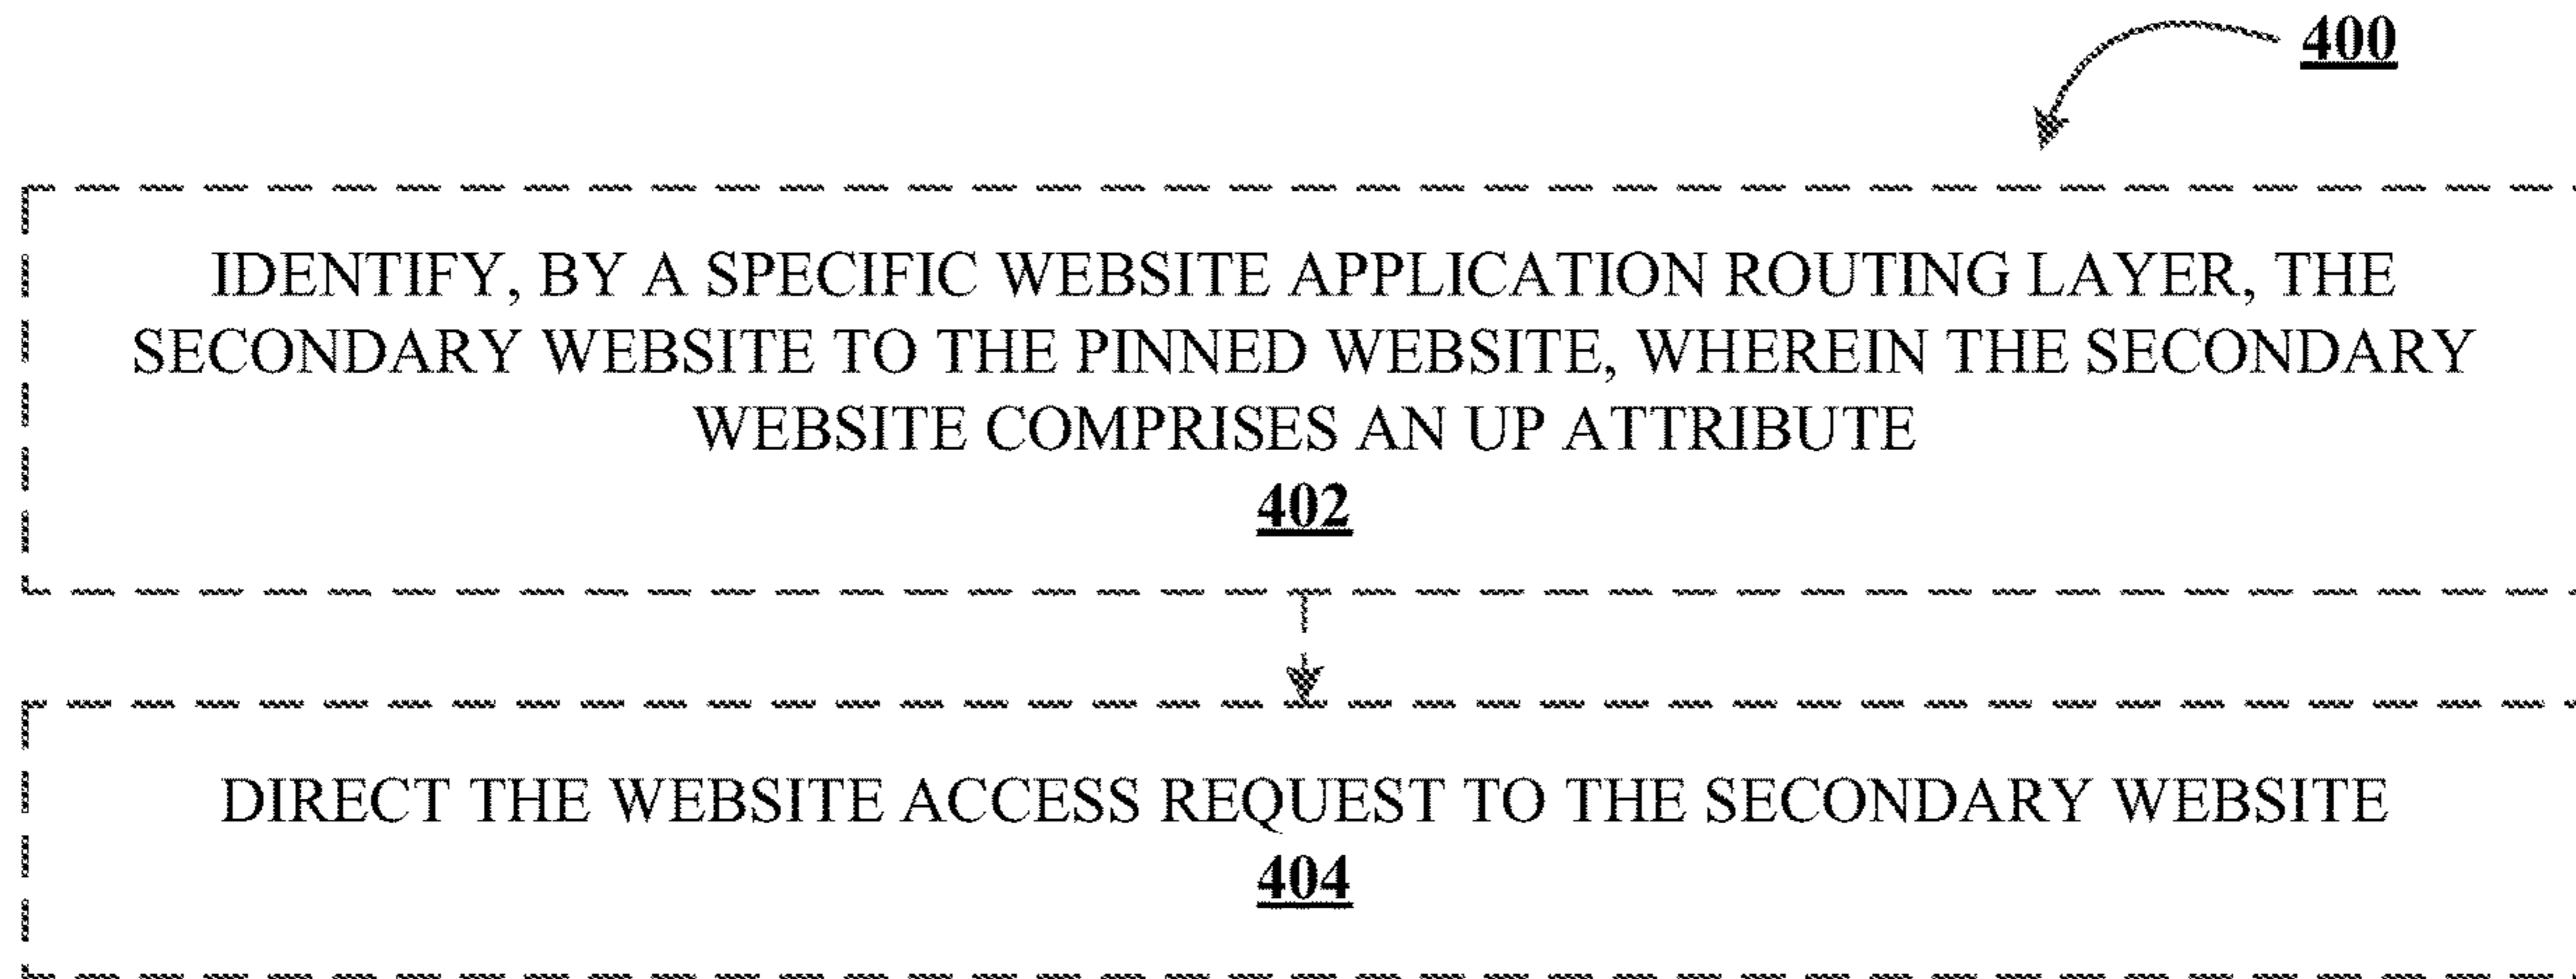 400
IDENTIFY, BY A SPECIFIC WEBSITE APPLICATION ROUTING LAYER, THE
SECONDARY WEBSITE TO THE PINNED WEBSITE, WHEREIN THE SECONDARY
WEBSITE COMPRISES AN UP ATTRIBUTE
402
DIRECT THE WEBSITE ACCESS REQUEST TO THE SECONDARY WEBSITE
404